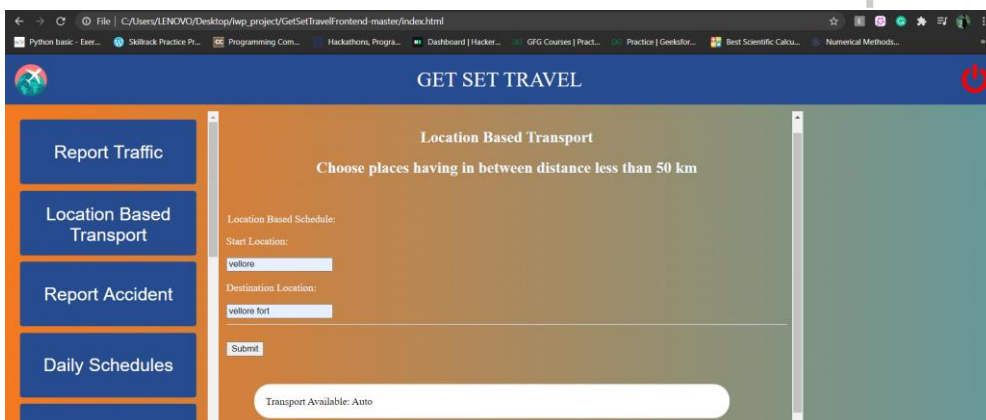 File | C:/Users/LENOVO/Desktop/iwp_project/GetSetTravelFrontend-master/index.html
Python basic - Exer... Skillrack Practice Pr... Programming Com... Hackathons, Progra... Dashboard | Hacker... GFG Courses | Pract... Practice | Geeksfor... Best Scientific Calcu... Numerical Methods...
GET SET TRAVEL
Report Traffic
Location Based
Transport
Report Accident
Daily Schedules
Location Based Transport
Choose places having in between distance less than 50 km
Location Based Schedule:
Start Location:
vellore
Destination Location:
vellore fort
Submit
Transport Available: Auto